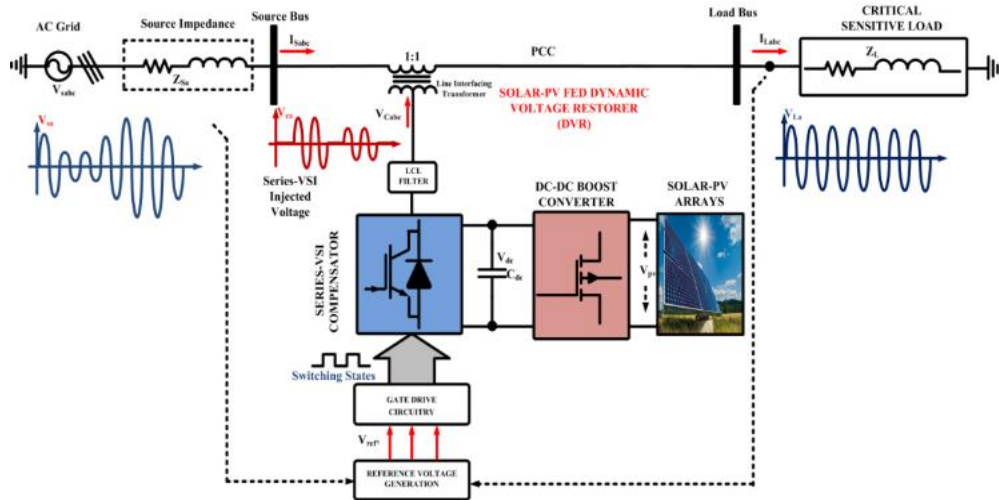 AC Grid
Source Impedance
Source Bus
Load Bus
CRITICAL
SENSITIVE LOAD
I_Sabc
1:1
PCC
I_Labc
Z_L
V_sabc
Z_Sa
Line Interfacing
Transformer
SOLAR-PV FED DYNAMIC
VOLTAGE RESTORER
(DVR)
V_Cabc
V_La
LCL
FILTER
Series-VSI
Injected
Voltage
DC-DC BOOST
CONVERTER
SOLAR-PV
ARRAYS
SERIES-VSI
COMPENSATOR
V_dc
C_dc
V_pv
Switching States
GATE DRIVE
CIRCUITRY
REFERENCE VOLTAGE
GENERATION